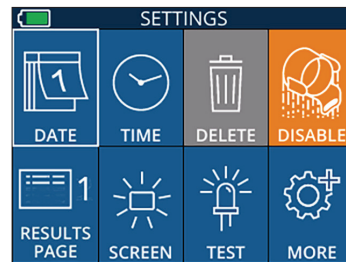 SETTINGS
1
DATE
TIME
DELETE
DISABLE
1
RESULTS
PAGE
SCREEN
TEST
MORE